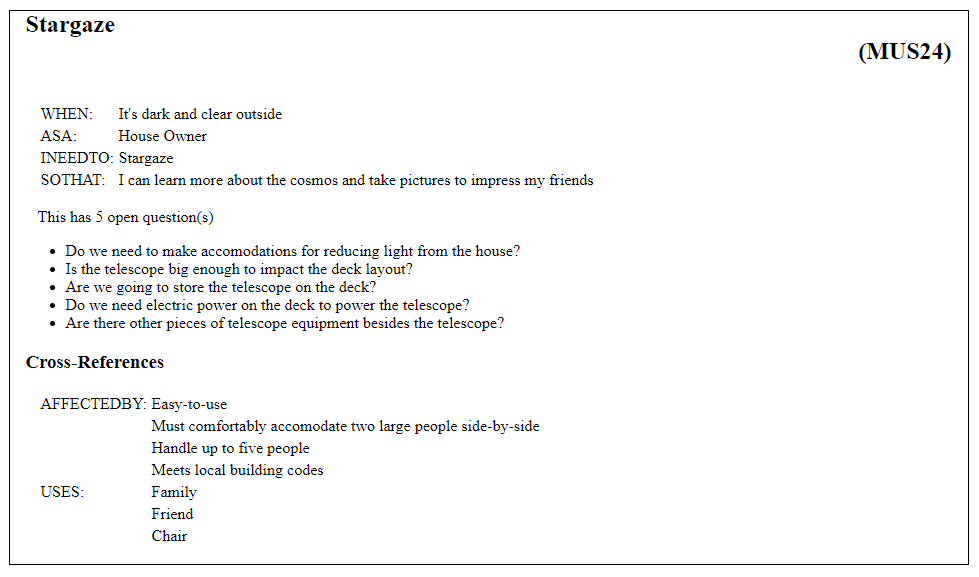 Stargaze
(MUS24)
WHEN: It's dark and clear outside
ASA: House Owner
INEEDTO: Stargaze
SOTHAT: I can learn more about the cosmos and take pictures to impress my friends
This has 5 open question(s)
• Do we need to make accomodations for reducing light from the house?
• Is the telescope big enough to impact the deck layout?
• Are we going to store the telescope on the deck?
• Do we need electric power on the deck to power the telescope?
• Are there other pieces of telescope equipment besides the telescope?
Cross-References
AFFECTEDBY: Easy-to-use
Must comfortably accomodate two large people side-by-side
Handle up to five people
Meets local building codes
USES: Family
Friend
Chair